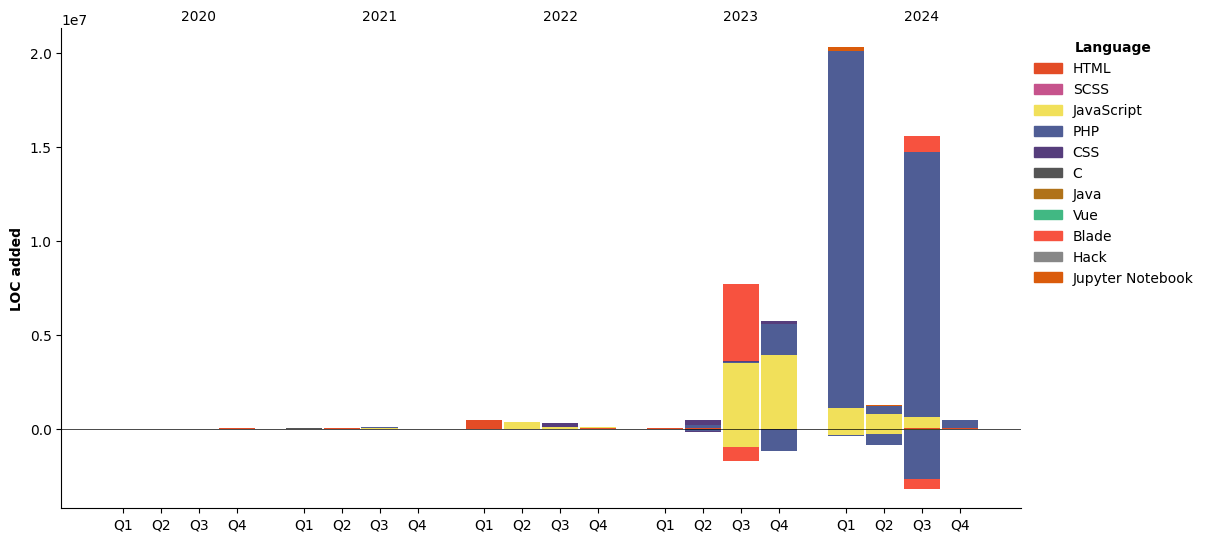 1e7
2020 2021 2022 2023 2024
Language
HTML
SCSS
JavaScript
PHP
CSS
C
Java
Vue
Blade
Hack
Jupyter Notebook
LOC added
2.0
1.5
1.0
0.5
0.0
Q1 Q2 Q3 Q4 Q1 Q2 Q3 Q4 Q1 Q2 Q3 Q4 Q1 Q2 Q3 Q4 Q1 Q2 Q3 Q4